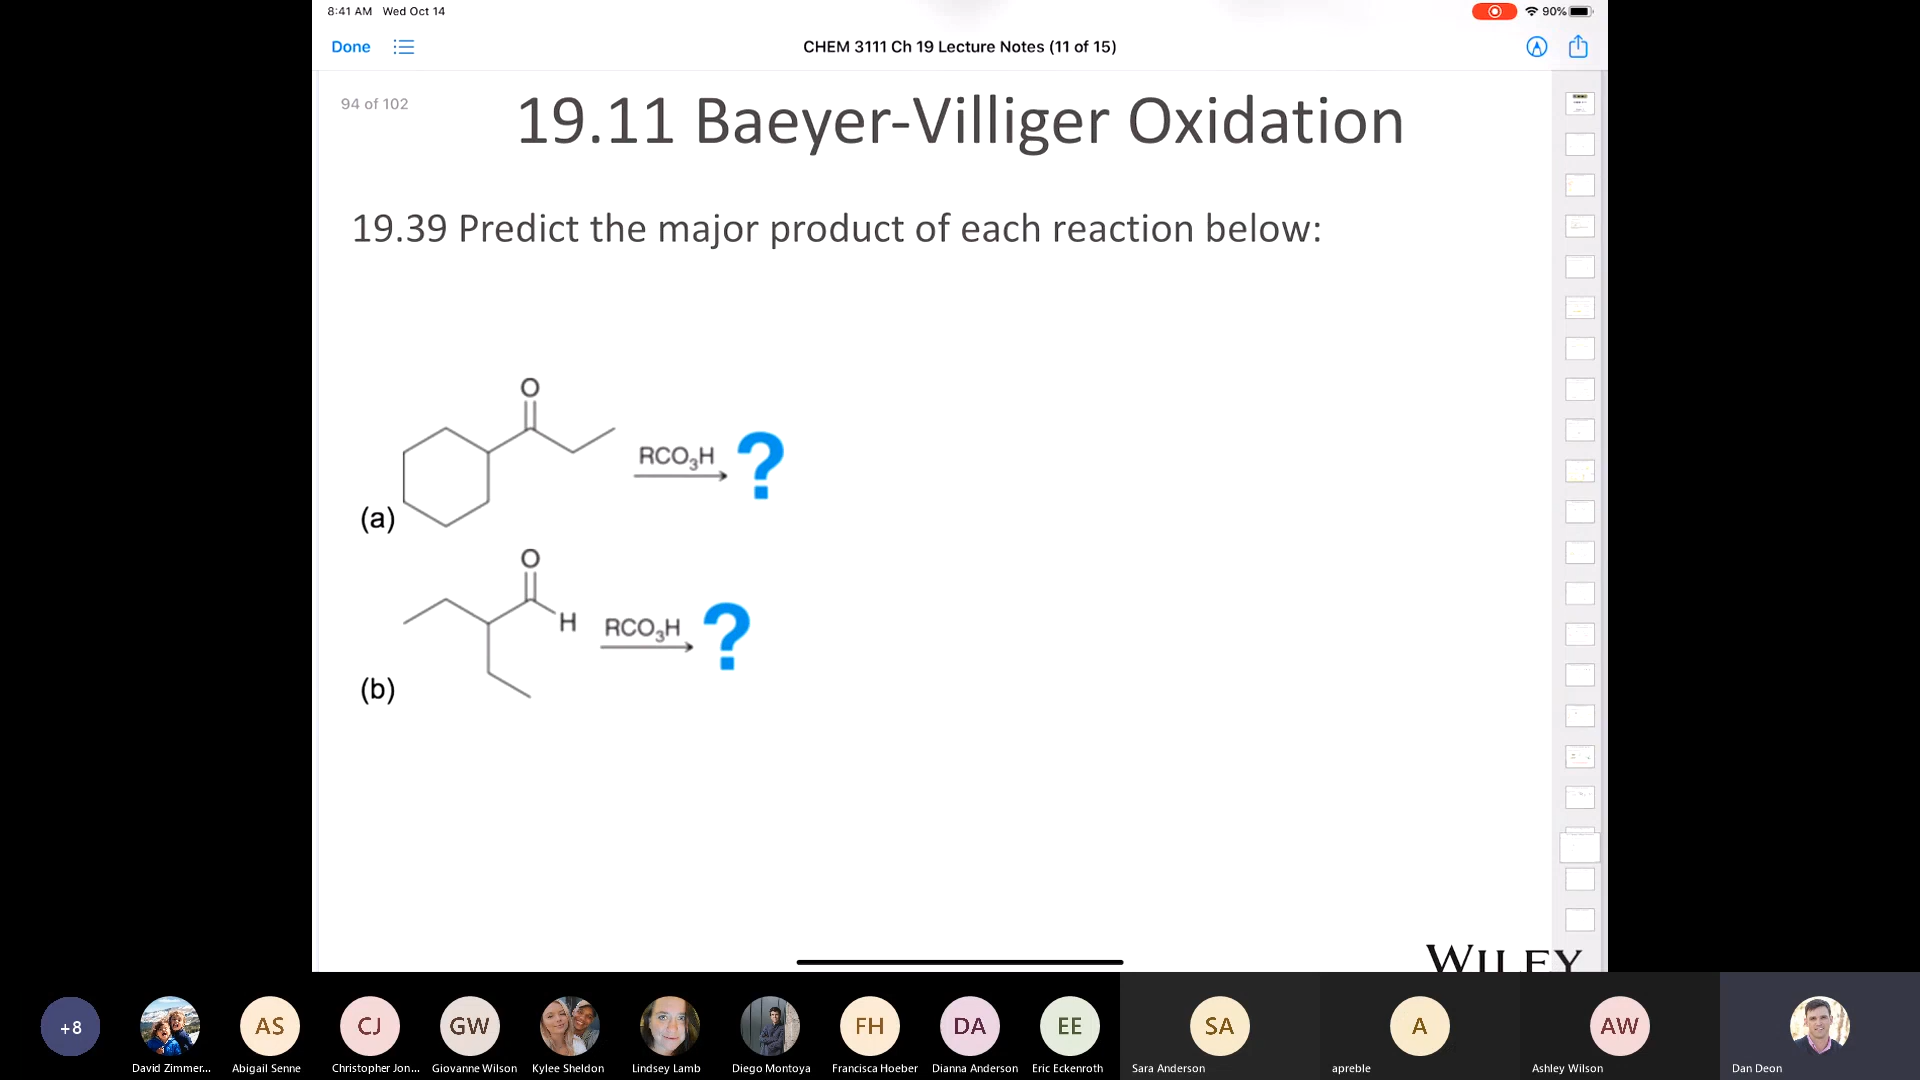 8:41 AM Wed Oct 14
90%
Done
CHEM 3111 Ch 19 Lecture Notes (11 of 15)
94 of 102
19.11 Baeyer-Villiger Oxidation
19.39 Predict the major product of each reaction below:
O
RCO3H
?
(a)
O
H
RCO3H
?
(b)
WILEY
+8
AS
CJ
GW
FH
DA
EE
SA
A
AW
David Zimmer...
Abigail Senne
Christopher Jon...
Giovanne Wilson
Kylee Sheldon
Lindsey Lamb
Diego Montoya
Francisca Hoeber
Dianna Anderson
Eric Eckenroth
Sara Anderson
apreble
Ashley Wilson
Dan Deon